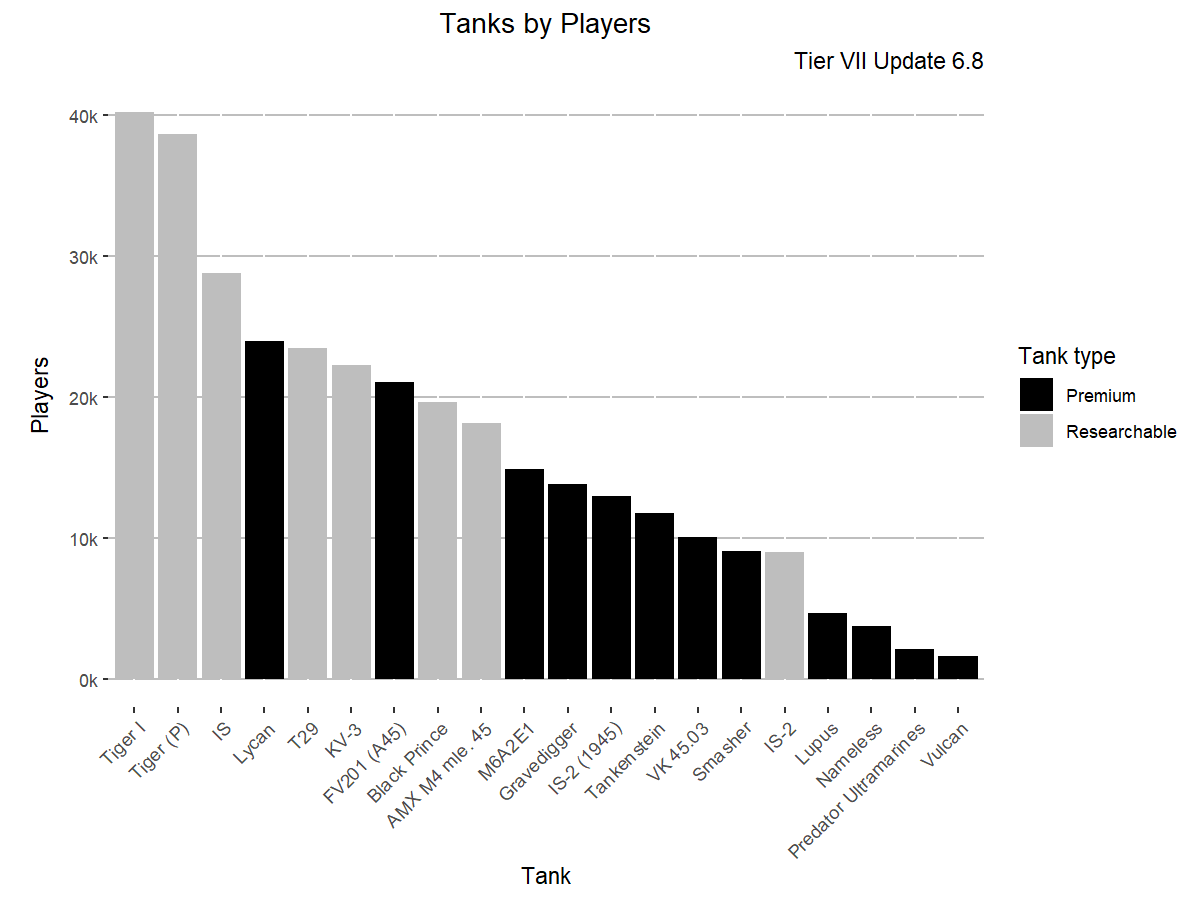 Tanks by Players
Tier VII Update 6.8
40k
30k
20k
10k
0k
Players
Tiger I
Tiger (P)
IS
Lycan
T29
KV-3
FV201 (A45)
Black Prince
AMX M4 mle. 45
M6A2E1
Gravedigger
IS-2 (1945)
Tankenstein
VK 45.03
Smasher
IS-2
Lupus
Nameless
Predator Ultramarines
Vulcan
Tank
Tank type
Premium
Researchable